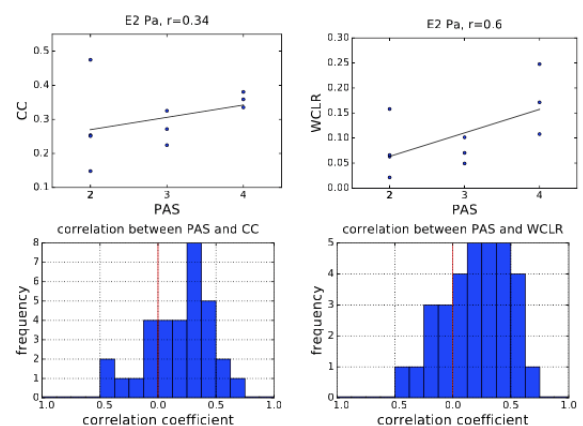 E2 Pa, r=0.34
0.5
0.4
0.3
0.2
0.1
CC
2
3
4
PAS
E2 Pa, r=0.6
0.30
0.25
0.20
0.15
0.10
0.05
0.00
WCLR
2
3
4
PAS
correlation between PAS and CC
8
7
6
5
4
3
2
1
0
frequency
1.0 0.5 0.0 0.5 1.0
correlation coefficient
correlation between PAS and WCLR
5
4
3
2
1
0
frequency
1.0 0.5 0.0 0.5 1.0
correlation coefficient